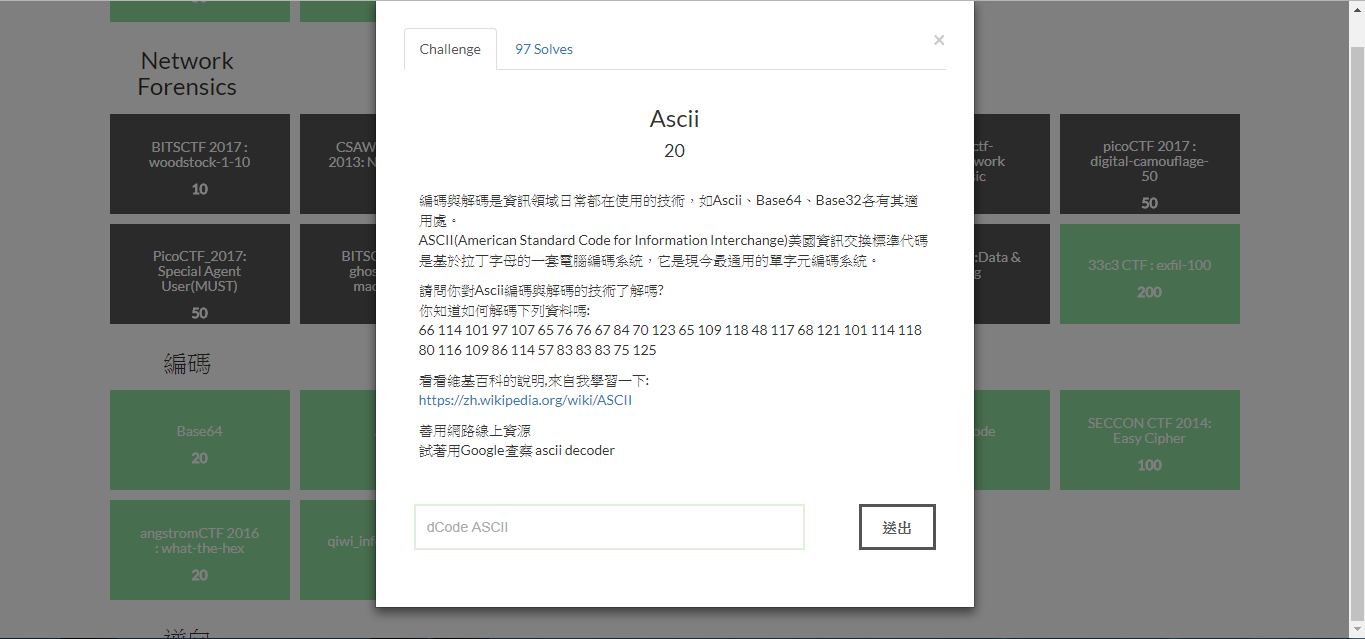 Network
Forensics
BITSCTF 2017 :
woodstock-1-10
10
CSAW
2013: N
ctf-
work
ic
picoCTF 2017 :
digital-camouflage-
50
50
PicoCTF_2017:
Special Agent
User(MUST)
50
BITSC
ghos
mac
:Data &
g
33c3 CTF : exfil-100
200
編碼
Base64
20
ode
SECCON CTF 2014:
Easy Cipher
100
angstromCTF 2016
: what-the-hex
20
qiwi_inf
Challenge
97 Solves
×
Ascii
20
編碼與解碼是資訊領域日常都在使用的技術，如Ascii、Base64、Base32各有其適
用處。
ASCII(American Standard Code for Information Interchange)美國資訊交換標準代碼
是基於拉丁字母的一套電腦編碼系統，它是現今最通用的單字元編碼系統。
請問你對Ascii編碼與解碼的技術了解嗎?
你知道如何解碼下列資料嗎:
66 114 101 97 107 65 76 76 67 84 70 123 65 109 118 48 117 68 121 101 114 118
80 116 109 86 114 57 83 83 83 75 125
看看維基百科的說明,來自我學習一下:
https://zh.wikipedia.org/wiki/ASCII
善用網路線上資源
試著用Google查察 ascii decoder
dCode ASCII
送出